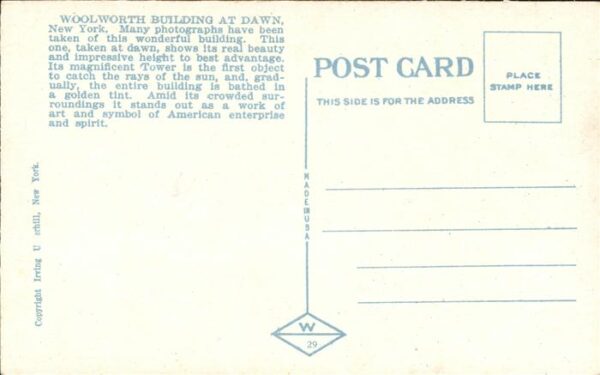 WOOLWORTH BUILDING AT DAWN,
New York. Many photographs have been
taken of this wonderful building. This
one, taken at dawn, shows its real beauty
and impressive height to best advantage.
Its magnificent Tower is the first object
to catch the rays of the sun, and, grad-
ually, the entire building is bathed in
a golden tint. Amid its crowded sur-
roundings it stands out as a work of
art and symbol of American enterprise
and spirit.
POST CARD
THIS SIDE IS FOR THE ADDRESS
PLACE
STAMP HERE
MADE IN USA
Copyright Irving U erhill, New York.
W
29